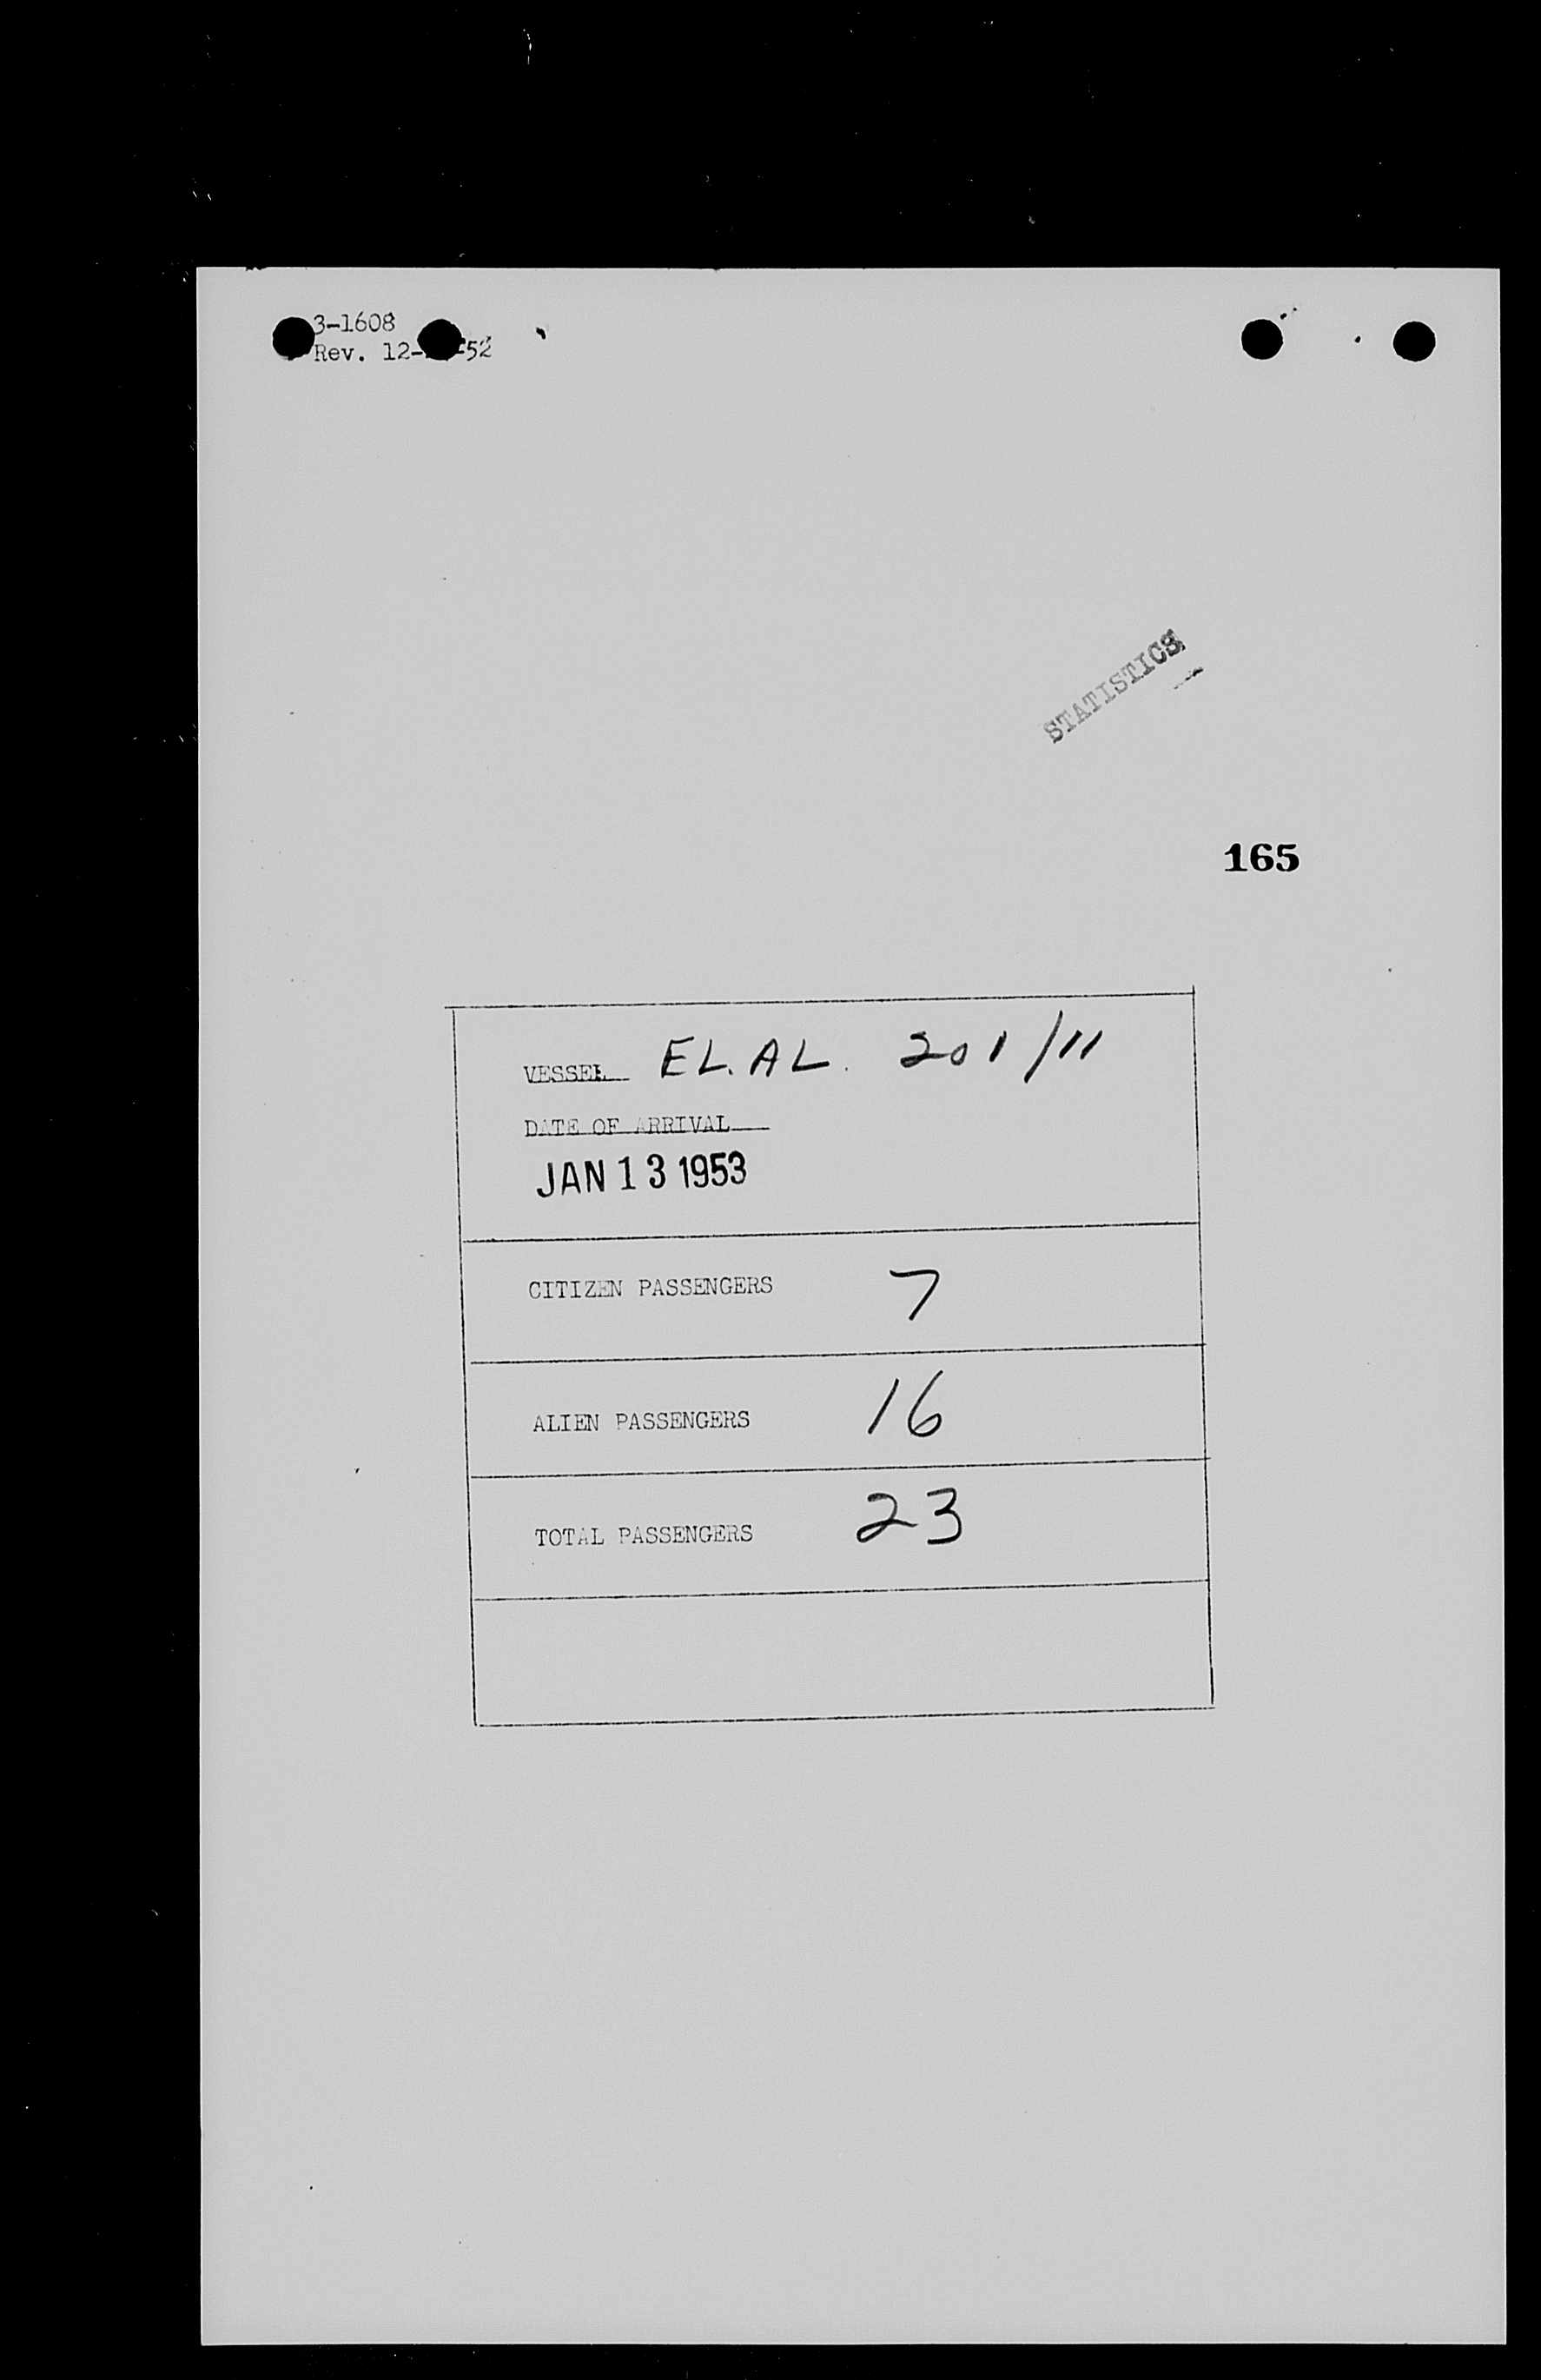 3-1608
Rev. 12- -52
STATISTICS
165
VESSEL EL. AL. 201/11
DATE OF ARRIVAL
JAN 13 1953
CITIZEN PASSENGERS 7
ALIEN PASSENGERS 16
TOTAL PASSENGERS 23